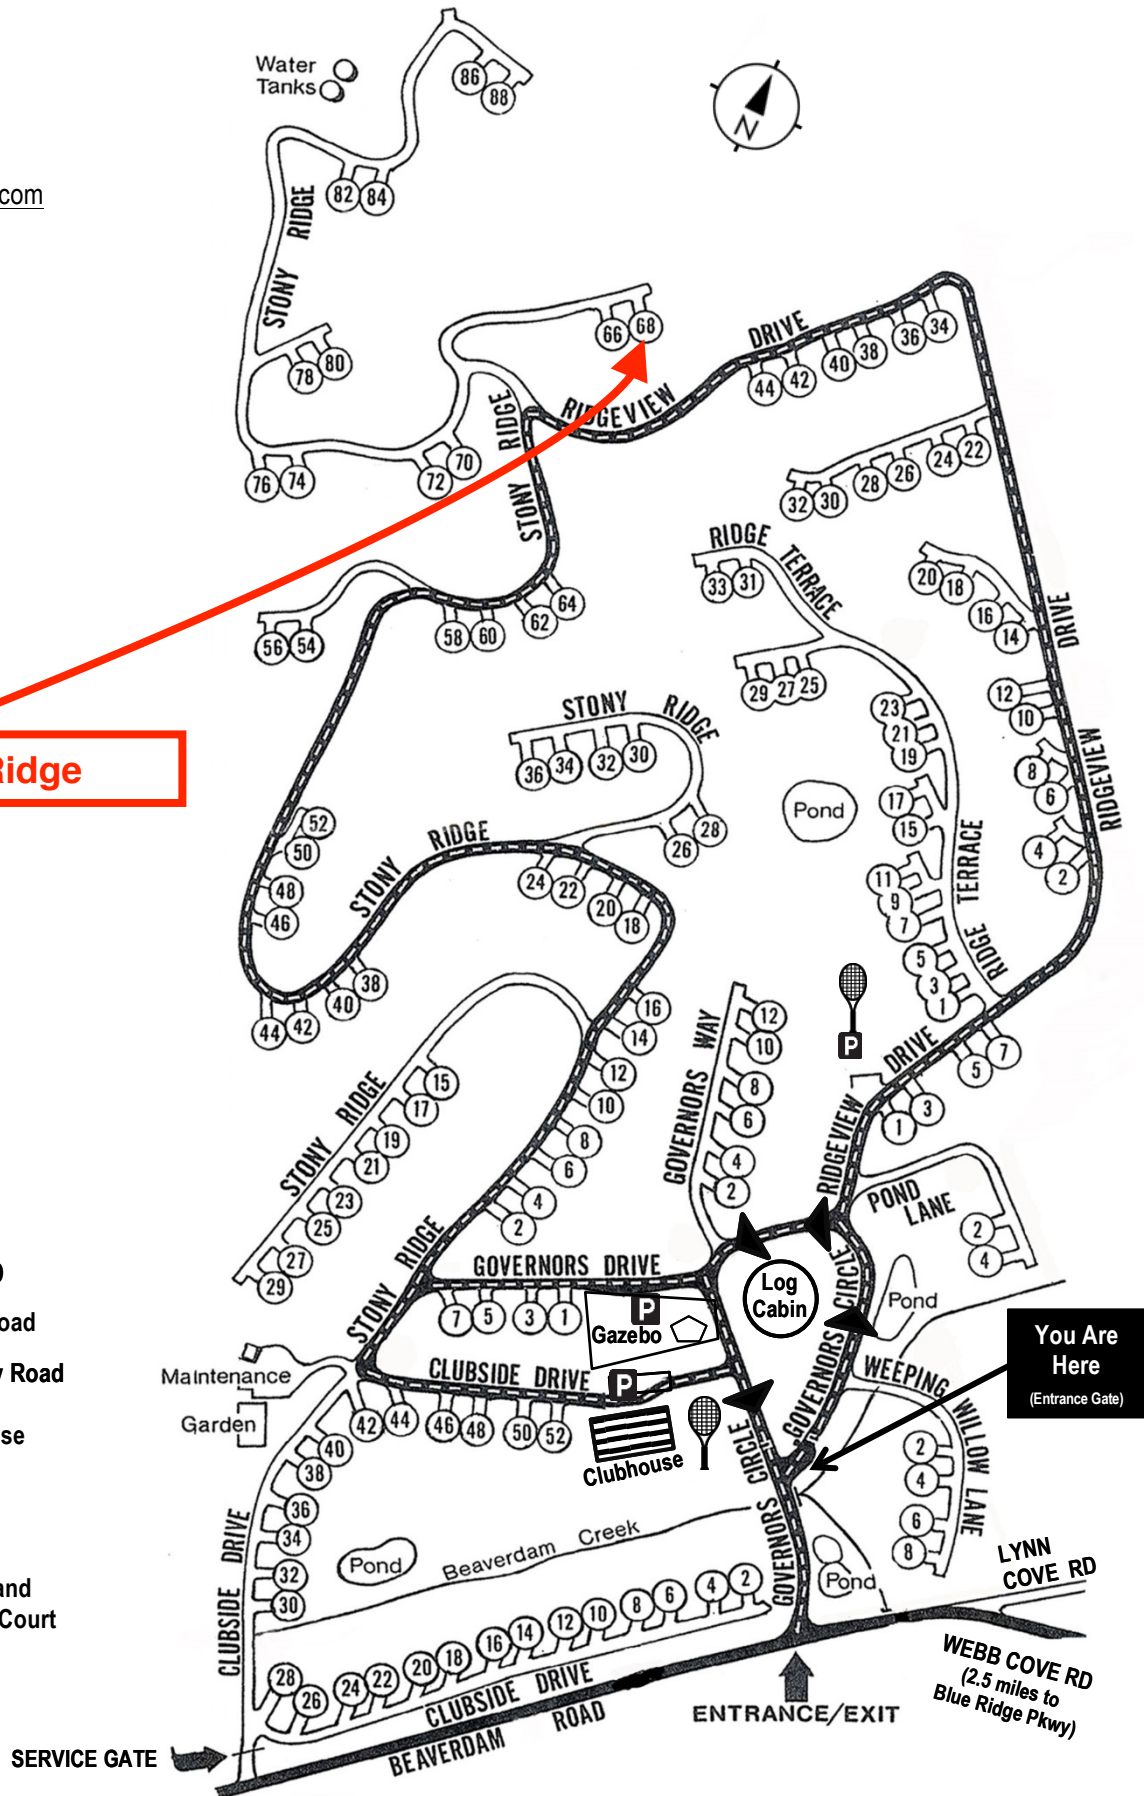 Water
Tanks
86
88
N
com
82
84
STONY RIDGE
66
68
DRIVE
34
36
38
40
42
44
RIDGEVIEW
78
80
STONY RIDGE
70
72
74
76
22
24
26
28
30
32
RIDGE TERRACE
33
31
20
18
16
14
DRIVE
64
62
60
58
56
54
29
27
25
12
10
STONY RIDGE
36
34
32
30
23
21
19
RIDGEVIEW
8
6
Ridge
Pond
17
15
4
2
52
50
48
46
STONY RIDGE
28
26
24
22
20
18
11
9
7
TERRACE
RIDGE
5
3
1
38
40
42
44
16
14
12
10
8
6
4
2
GOVERNORS WAY
12
10
8
6
4
2
P
DRIVE
7
5
3
1
RIDGEVIEW
STONY RIDGE
15
17
19
21
23
25
27
29
POND
LANE
2
4
STONY RIDGE
GOVERNORS DRIVE
7
5
3
1
P
Gazebo
Log
Cabin
GOVERNORS CIRCLE
Pond
oad
You Are
Here
(Entrance Gate)
Road
Maintenance
CLUBSIDE DRIVE
P
WEEPING WILLOW LANE
Garden
42
44
46
48
50
52
se
Clubhouse
GOVERNORS CIRCLE
2
4
6
8
40
38
36
34
32
30
CLUBSIDE DRIVE
Pond
Beaverdam Creek
Pond
LYNN
COVE RD
and
Court
28
26
24
22
20
18
16
14
12
10
8
6
4
2
CLUBSIDE DRIVE
BEAVERDAM ROAD
ENTRANCE/EXIT
WEBB COVE RD
(2.5 miles to
Blue Ridge Pkwy)
SERVICE GATE